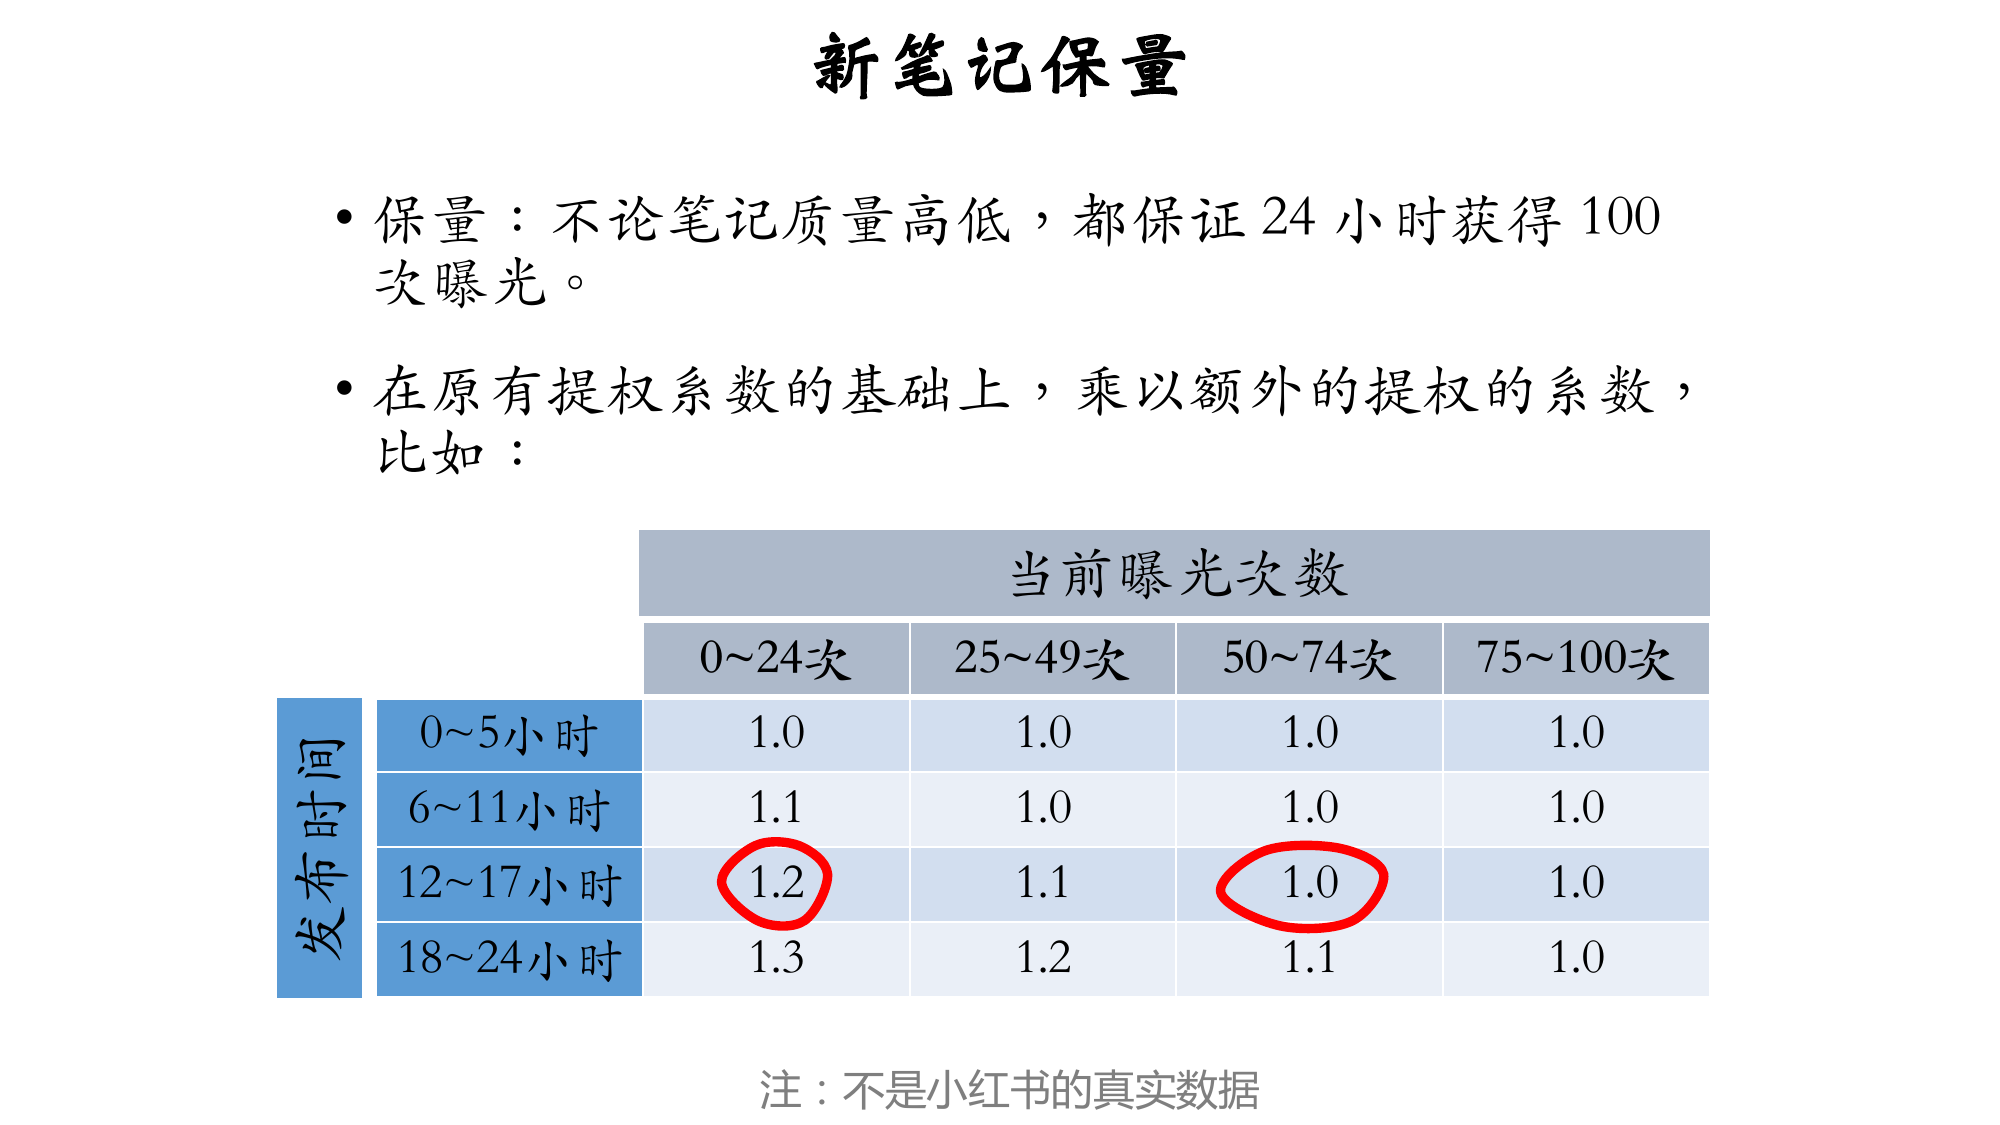 新笔记保量
• 保量：不论笔记质量高低，都保证 24 小时获得 100
次曝光。
• 在原有提权系数的基础上，乘以额外的提权的系数，
比如：
当前曝光次数
0~24次 25~49次 50~74次 75~100次
发布时间
0~5小时 1.0 1.0 1.0 1.0
6~11小时 1.1 1.0 1.0 1.0
12~17小时 1.2 1.1 1.0 1.0
18~24小时 1.3 1.2 1.1 1.0
注：不是小红书的真实数据